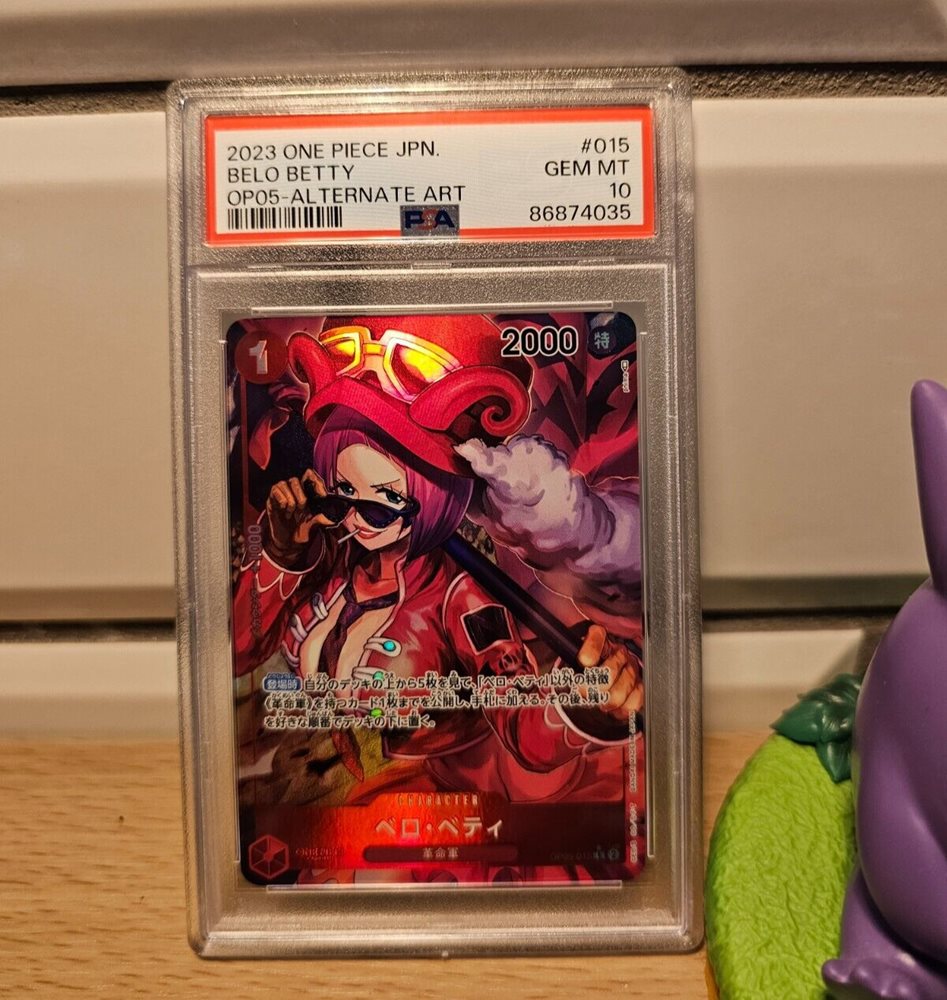 2023 ONE PIECE JPN.
#015
BELO BETTY
GEM MT
OP05-ALTERNATE ART
10
PSA
86874035
1
2000
特
1000
登場時 自分のデッキの上から5枚を見て、「ベロ・ベティ」以外の特徴
《革命軍》を持つカード1枚までを公開し、手札に加える。その後、残り
を好きな順番でデッキの下に置く。
CHARACTER
ベロ・ベティ
革命軍
OP05-015 R